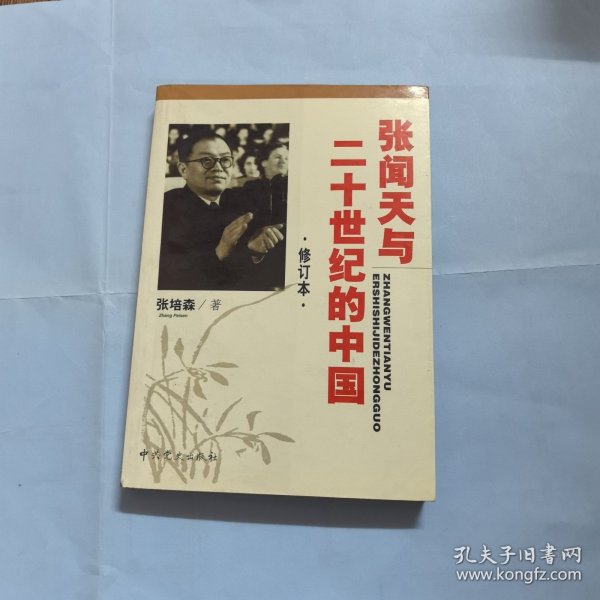 张闻天与
二十世纪的中国
ZHANGWENTIANYU
ERSHISHIJIDEZHONGGUO
·修订本·
张培森/著
Zhang Peisen
中共党史出版社
孔夫子旧书网
www.kongfz.com